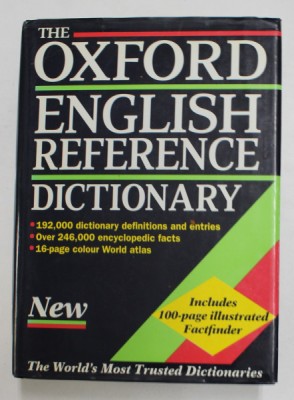 THE
OXFORD
ENGLISH
REFERENCE
DICTIONARY
192,000 dictionary definitions and entries
Over 246,000 encyclopedic facts
16-page colour World atlas
New
Includes
100-page illustrated
Factfinder
The World's Most Trusted Dictionaries